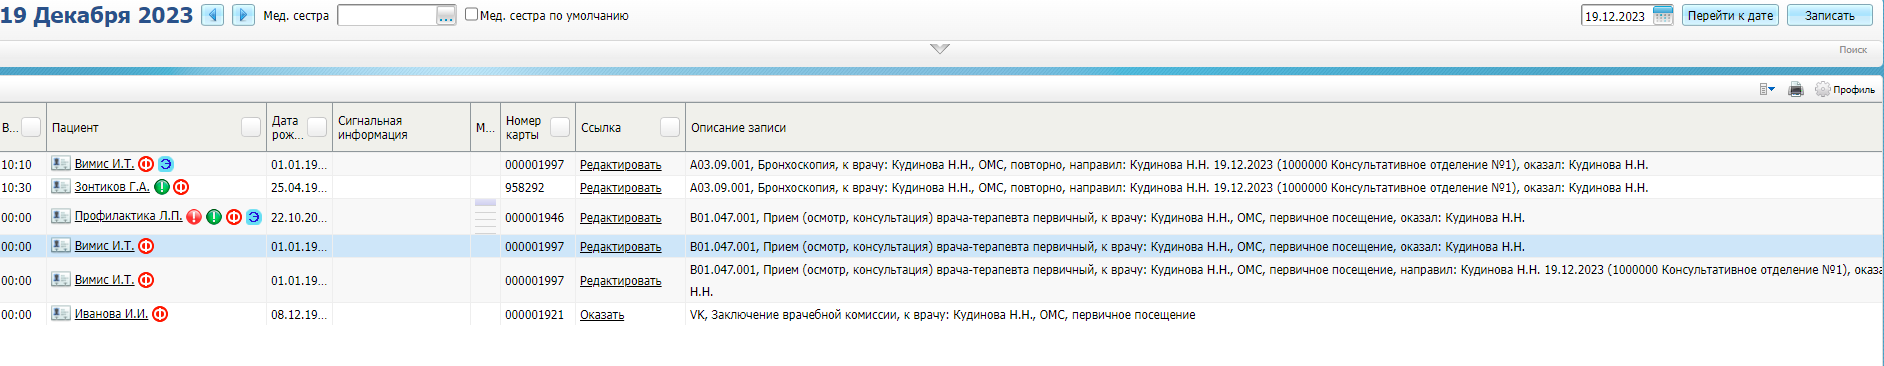 19 Декабря 2023 Мед. сестра ... Мед. сестра по умолчанию 19.12.2023 Перейти к дате Записать
Поиск
Профиль
В... Пациент Дата рож... Сигнальная информация М... Номер карты Ссылка Описание записи
10:10 Вимис И.Т. Ф Э 01.01.19... 000001997 Редактировать A03.09.001, Бронхоскопия, к врачу: Кудинова Н.Н., ОМС, повторно, направил: Кудинова Н.Н. 19.12.2023 (1000000 Консультативное отделение №1), оказал: Кудинова Н.Н.
10:30 Зонтиков Г.А. ! Ф 25.04.19... 958292 Редактировать A03.09.001, Бронхоскопия, к врачу: Кудинова Н.Н., ОМС, повторно, направил: Кудинова Н.Н. 19.12.2023 (1000000 Консультативное отделение №1), оказал: Кудинова Н.Н.
00:00 Профилактика Л.П. ! ! Ф Э 22.10.20... 000001946 Редактировать B01.047.001, Прием (осмотр, консультация) врача-терапевта первичный, к врачу: Кудинова Н.Н., ОМС, первичное посещение, оказал: Кудинова Н.Н.
00:00 Вимис И.Т. Ф 01.01.19... 000001997 Редактировать B01.047.001, Прием (осмотр, консультация) врача-терапевта первичный, к врачу: Кудинова Н.Н., ОМС, первичное посещение, оказал: Кудинова Н.Н.
00:00 Вимис И.Т. Ф 01.01.19... 000001997 Редактировать B01.047.001, Прием (осмотр, консультация) врача-терапевта первичный, к врачу: Кудинова Н.Н., ОМС, первичное посещение, направил: Кудинова Н.Н. 19.12.2023 (1000000 Консультативное отделение №1), оказа
Н.Н.
00:00 Иванова И.И. Ф 08.12.19... 000001921 Оказать VK, Заключение врачебной комиссии, к врачу: Кудинова Н.Н., ОМС, первичное посещение